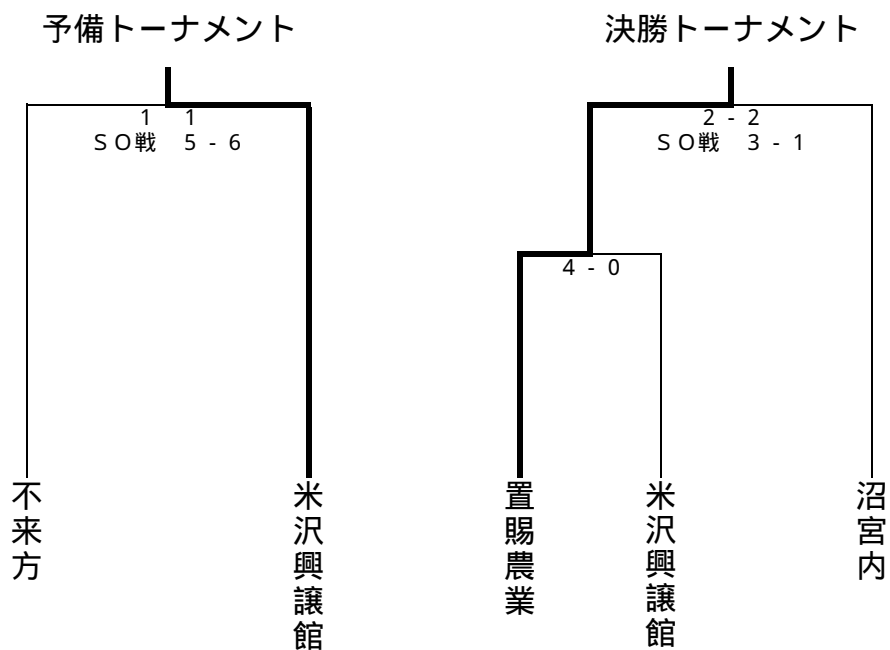 予備トーナメント
1 1
SO戦 5 - 6
不来方
米沢興譲館
決勝トーナメント
2 - 2
SO戦 3 - 1
4 - 0
置賜農業
米沢興譲館
沼宮内